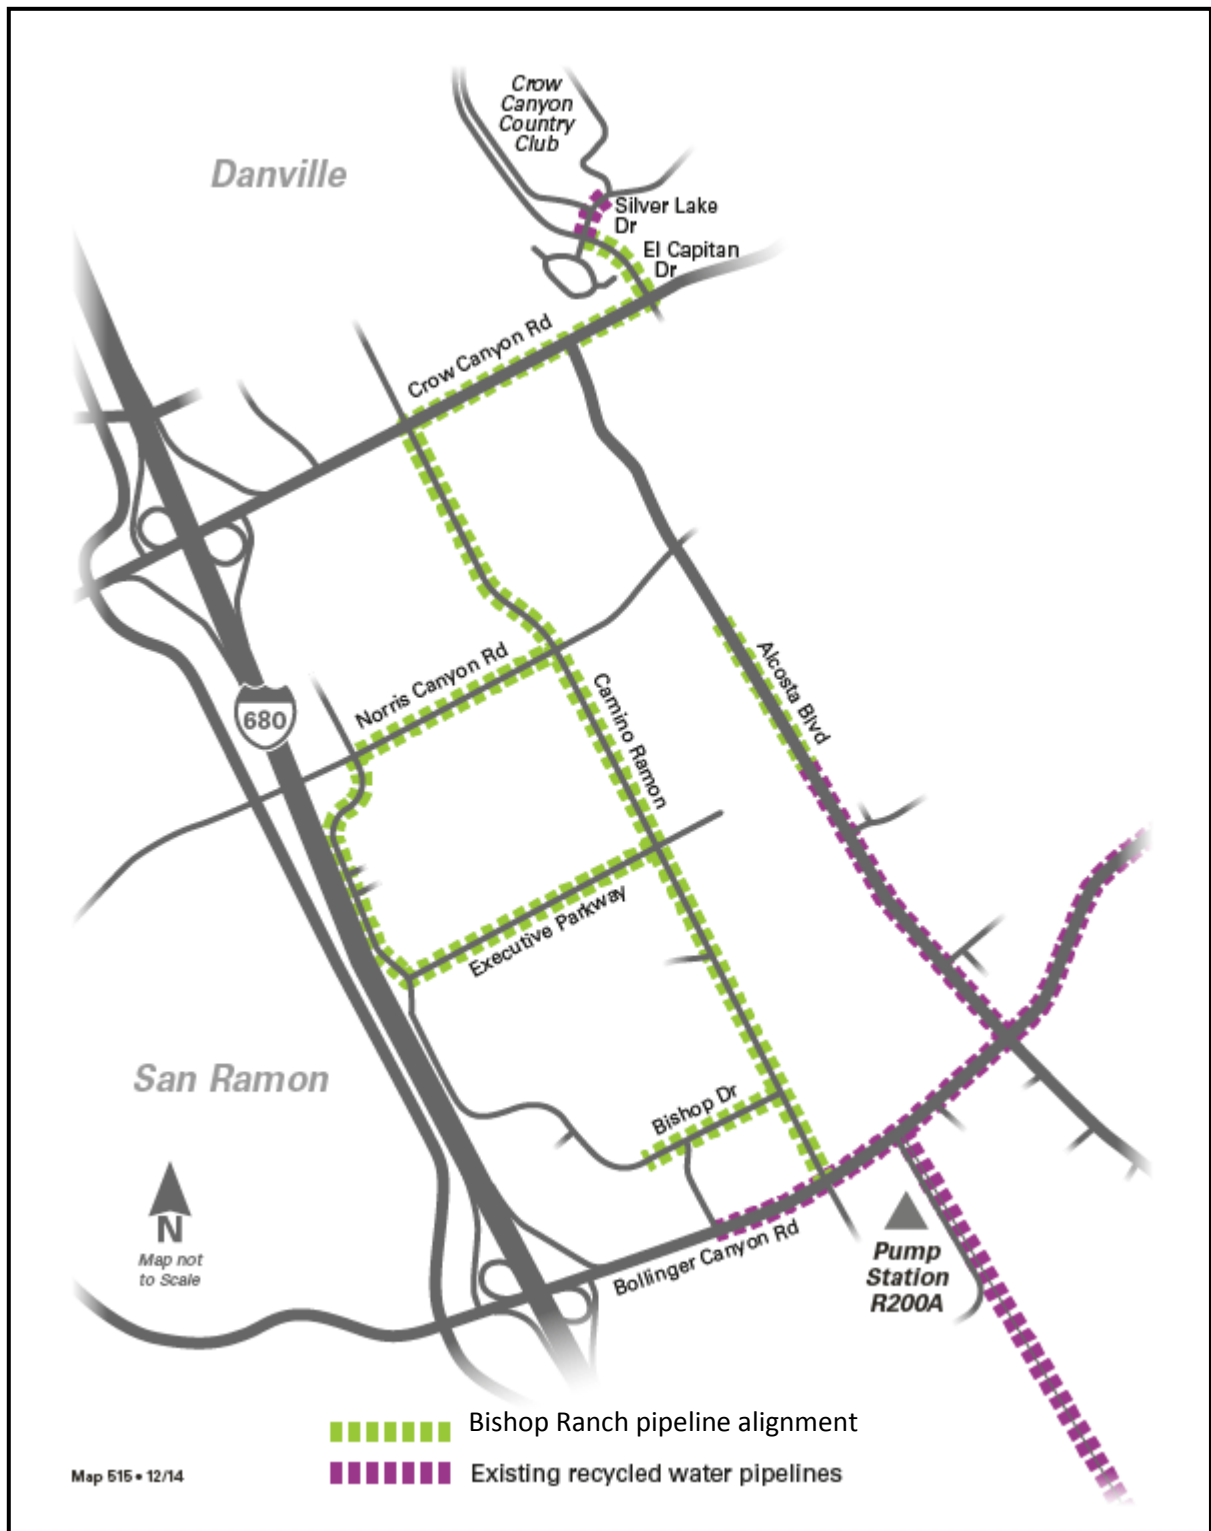 Crow
Canyon
Country
Club
Danville
Silver Lake
Dr
El Capitan
Dr
Crow Canyon Rd
Norris Canyon Rd
Alcosta Blvd
Camino Ramon
680
Executive Parkway
San Ramon
Bishop Dr
N
Map not
to Scale
Bollinger Canyon Rd
Pump
Station
R200A
Bishop Ranch pipeline alignment
Existing recycled water pipelines
Map 515 • 12/14